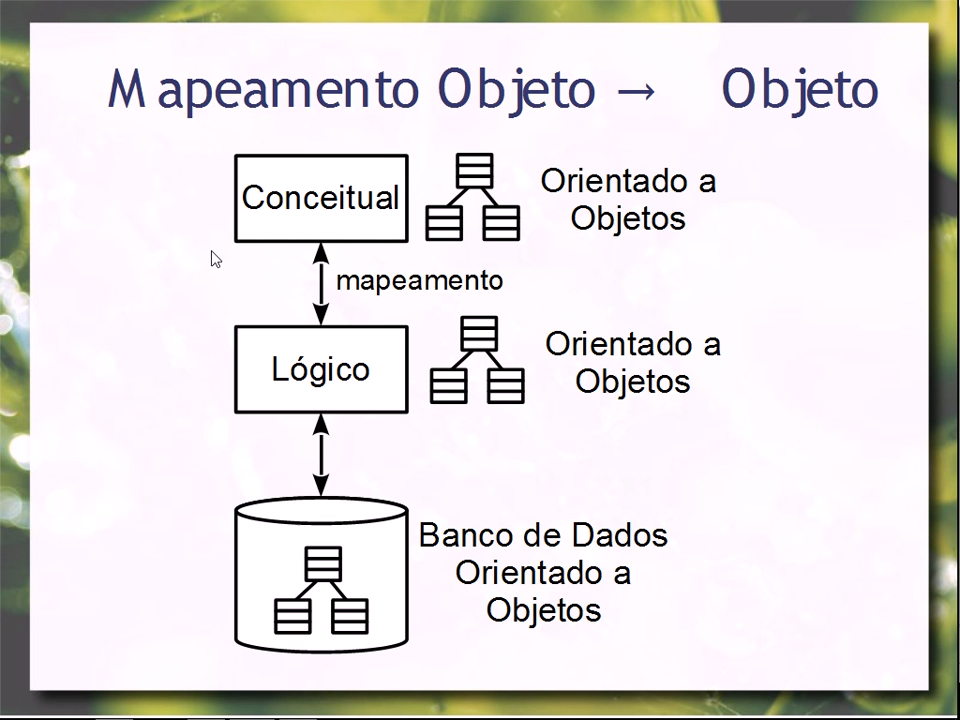 Mapeamento Objeto → Objeto
Conceitual
Orientado a
Objetos
mapeamento
Lógico
Orientado a
Objetos
Banco de Dados
Orientado a
Objetos